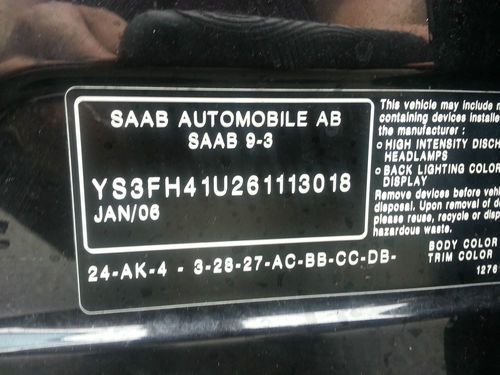 SAAB AUTOMOBILE AB
SAAB 9-3
YS3FH41U261113018
JAN/06
24-AK-4 - 3-28-27-AC-BB-CC-DB-
This vehicle may include
containing devices installe
the manufacturer :
o HIGH INTENSITY DISCH
HEADLAMPS
o BACK LIGHTING COLOR
DISPLAY
Remove devices before vehi
disposal. Upon removal of d
please reuse, recycle or disp
hazardous waste.
BODY COLOR
TRIM COLOR
1276